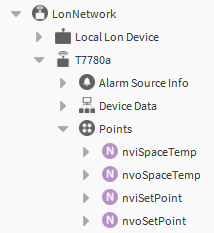 LonNetwork
Local Lon Device
T7780a
Alarm Source Info
Device Data
Points
N nviSpaceTemp
N nvoSpaceTemp
N nviSetPoint
N nvoSetPoint